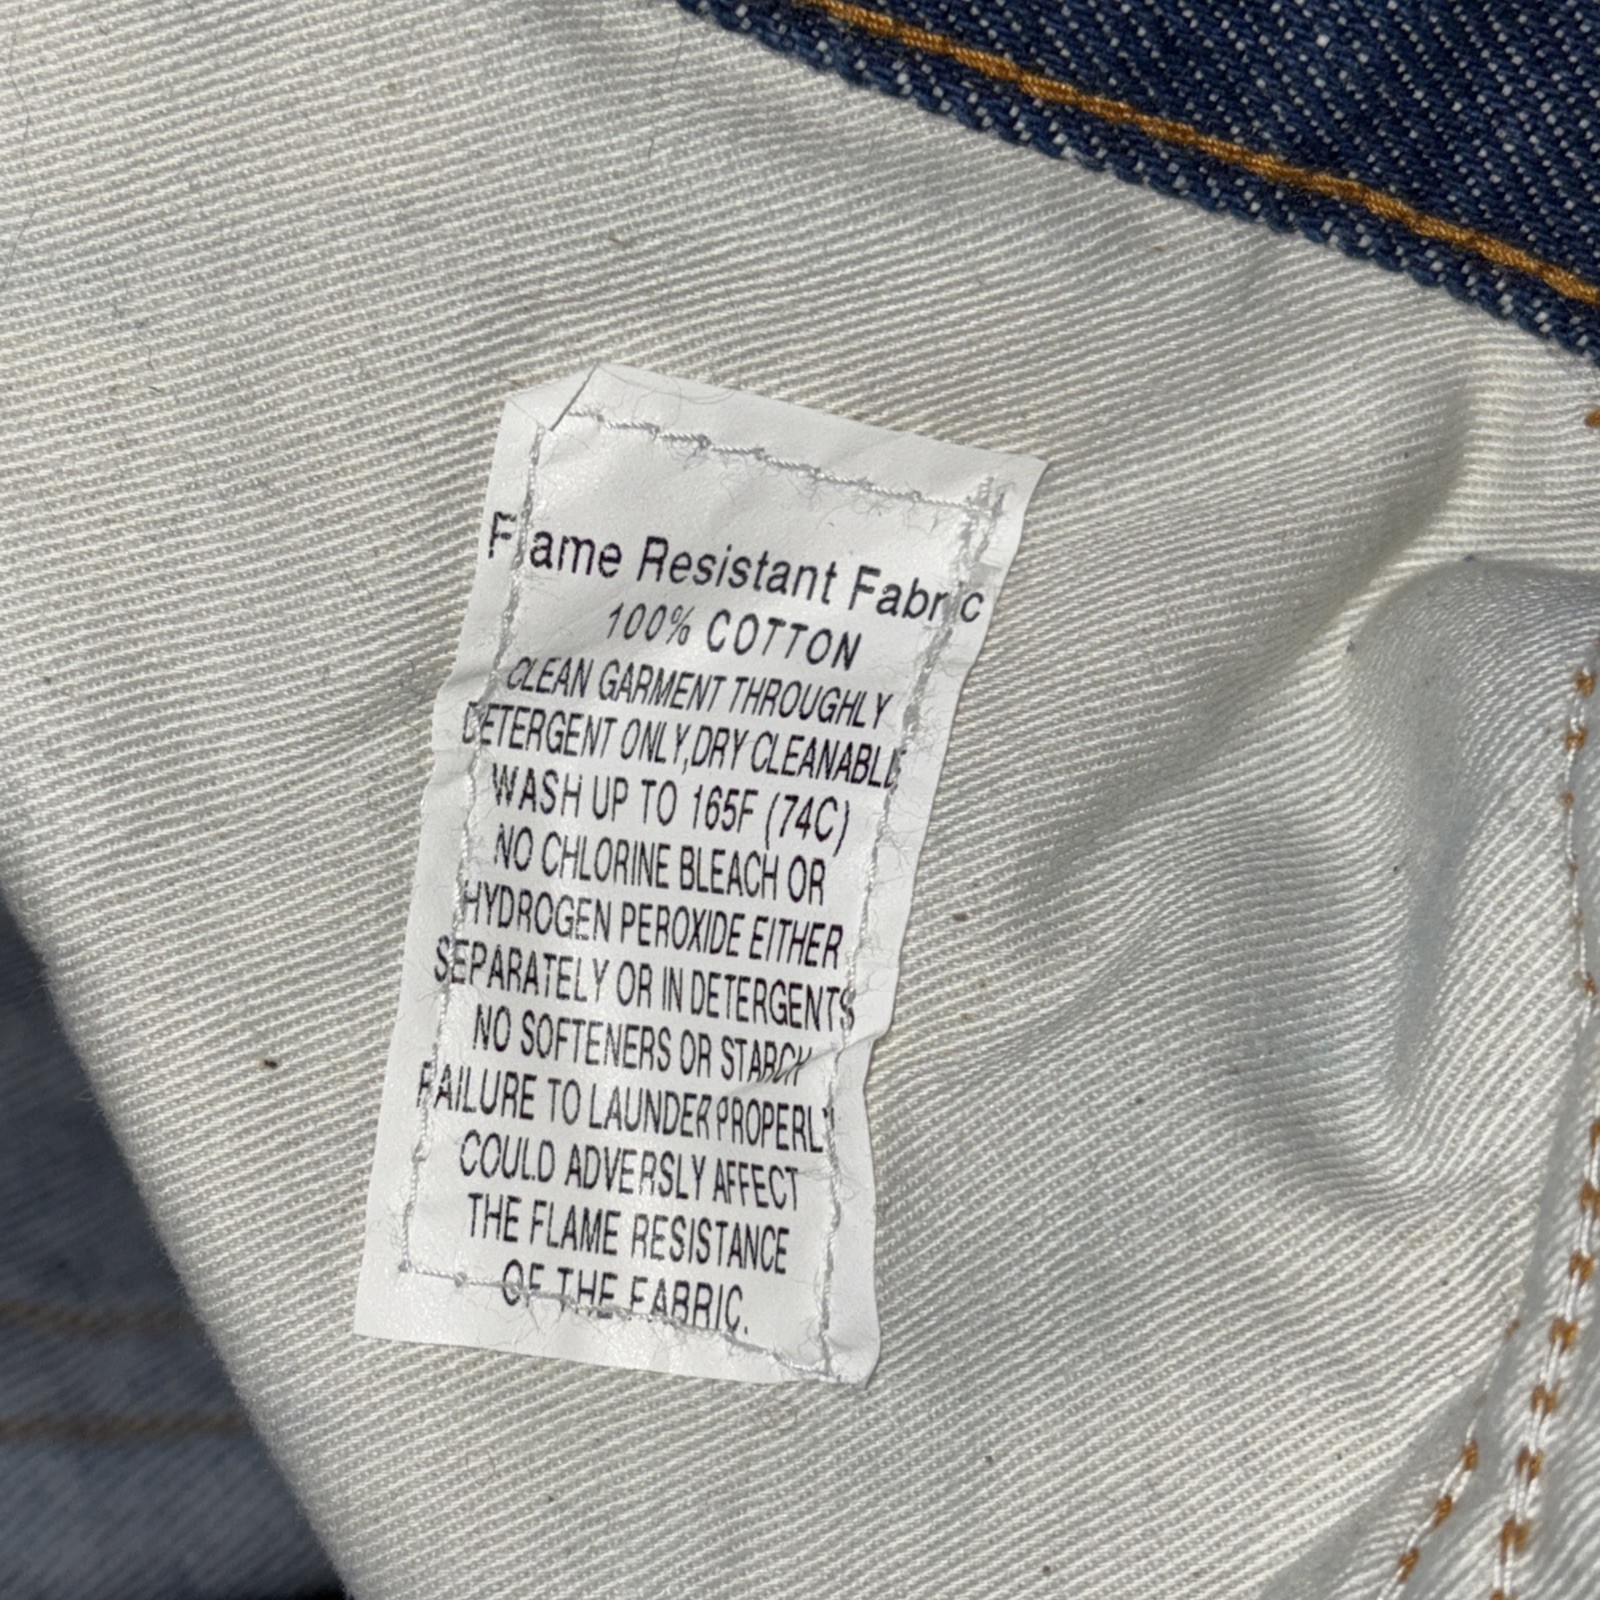 Flame Resistant Fabric
100% COTTON
CLEAN GARMENT THROUGHLY
DETERGENT ONLY,DRY CLEANABLE
WASH UP TO 165F (74C)
NO CHLORINE BLEACH OR
HYDROGEN PEROXIDE EITHER
SEPARATELY OR IN DETERGENTS
NO SOFTENERS OR STARCH
FAILURE TO LAUNDER PROPERLY
COULD ADVERSLY AFFECT
THE FLAME RESISTANCE
OF THE FABRIC.